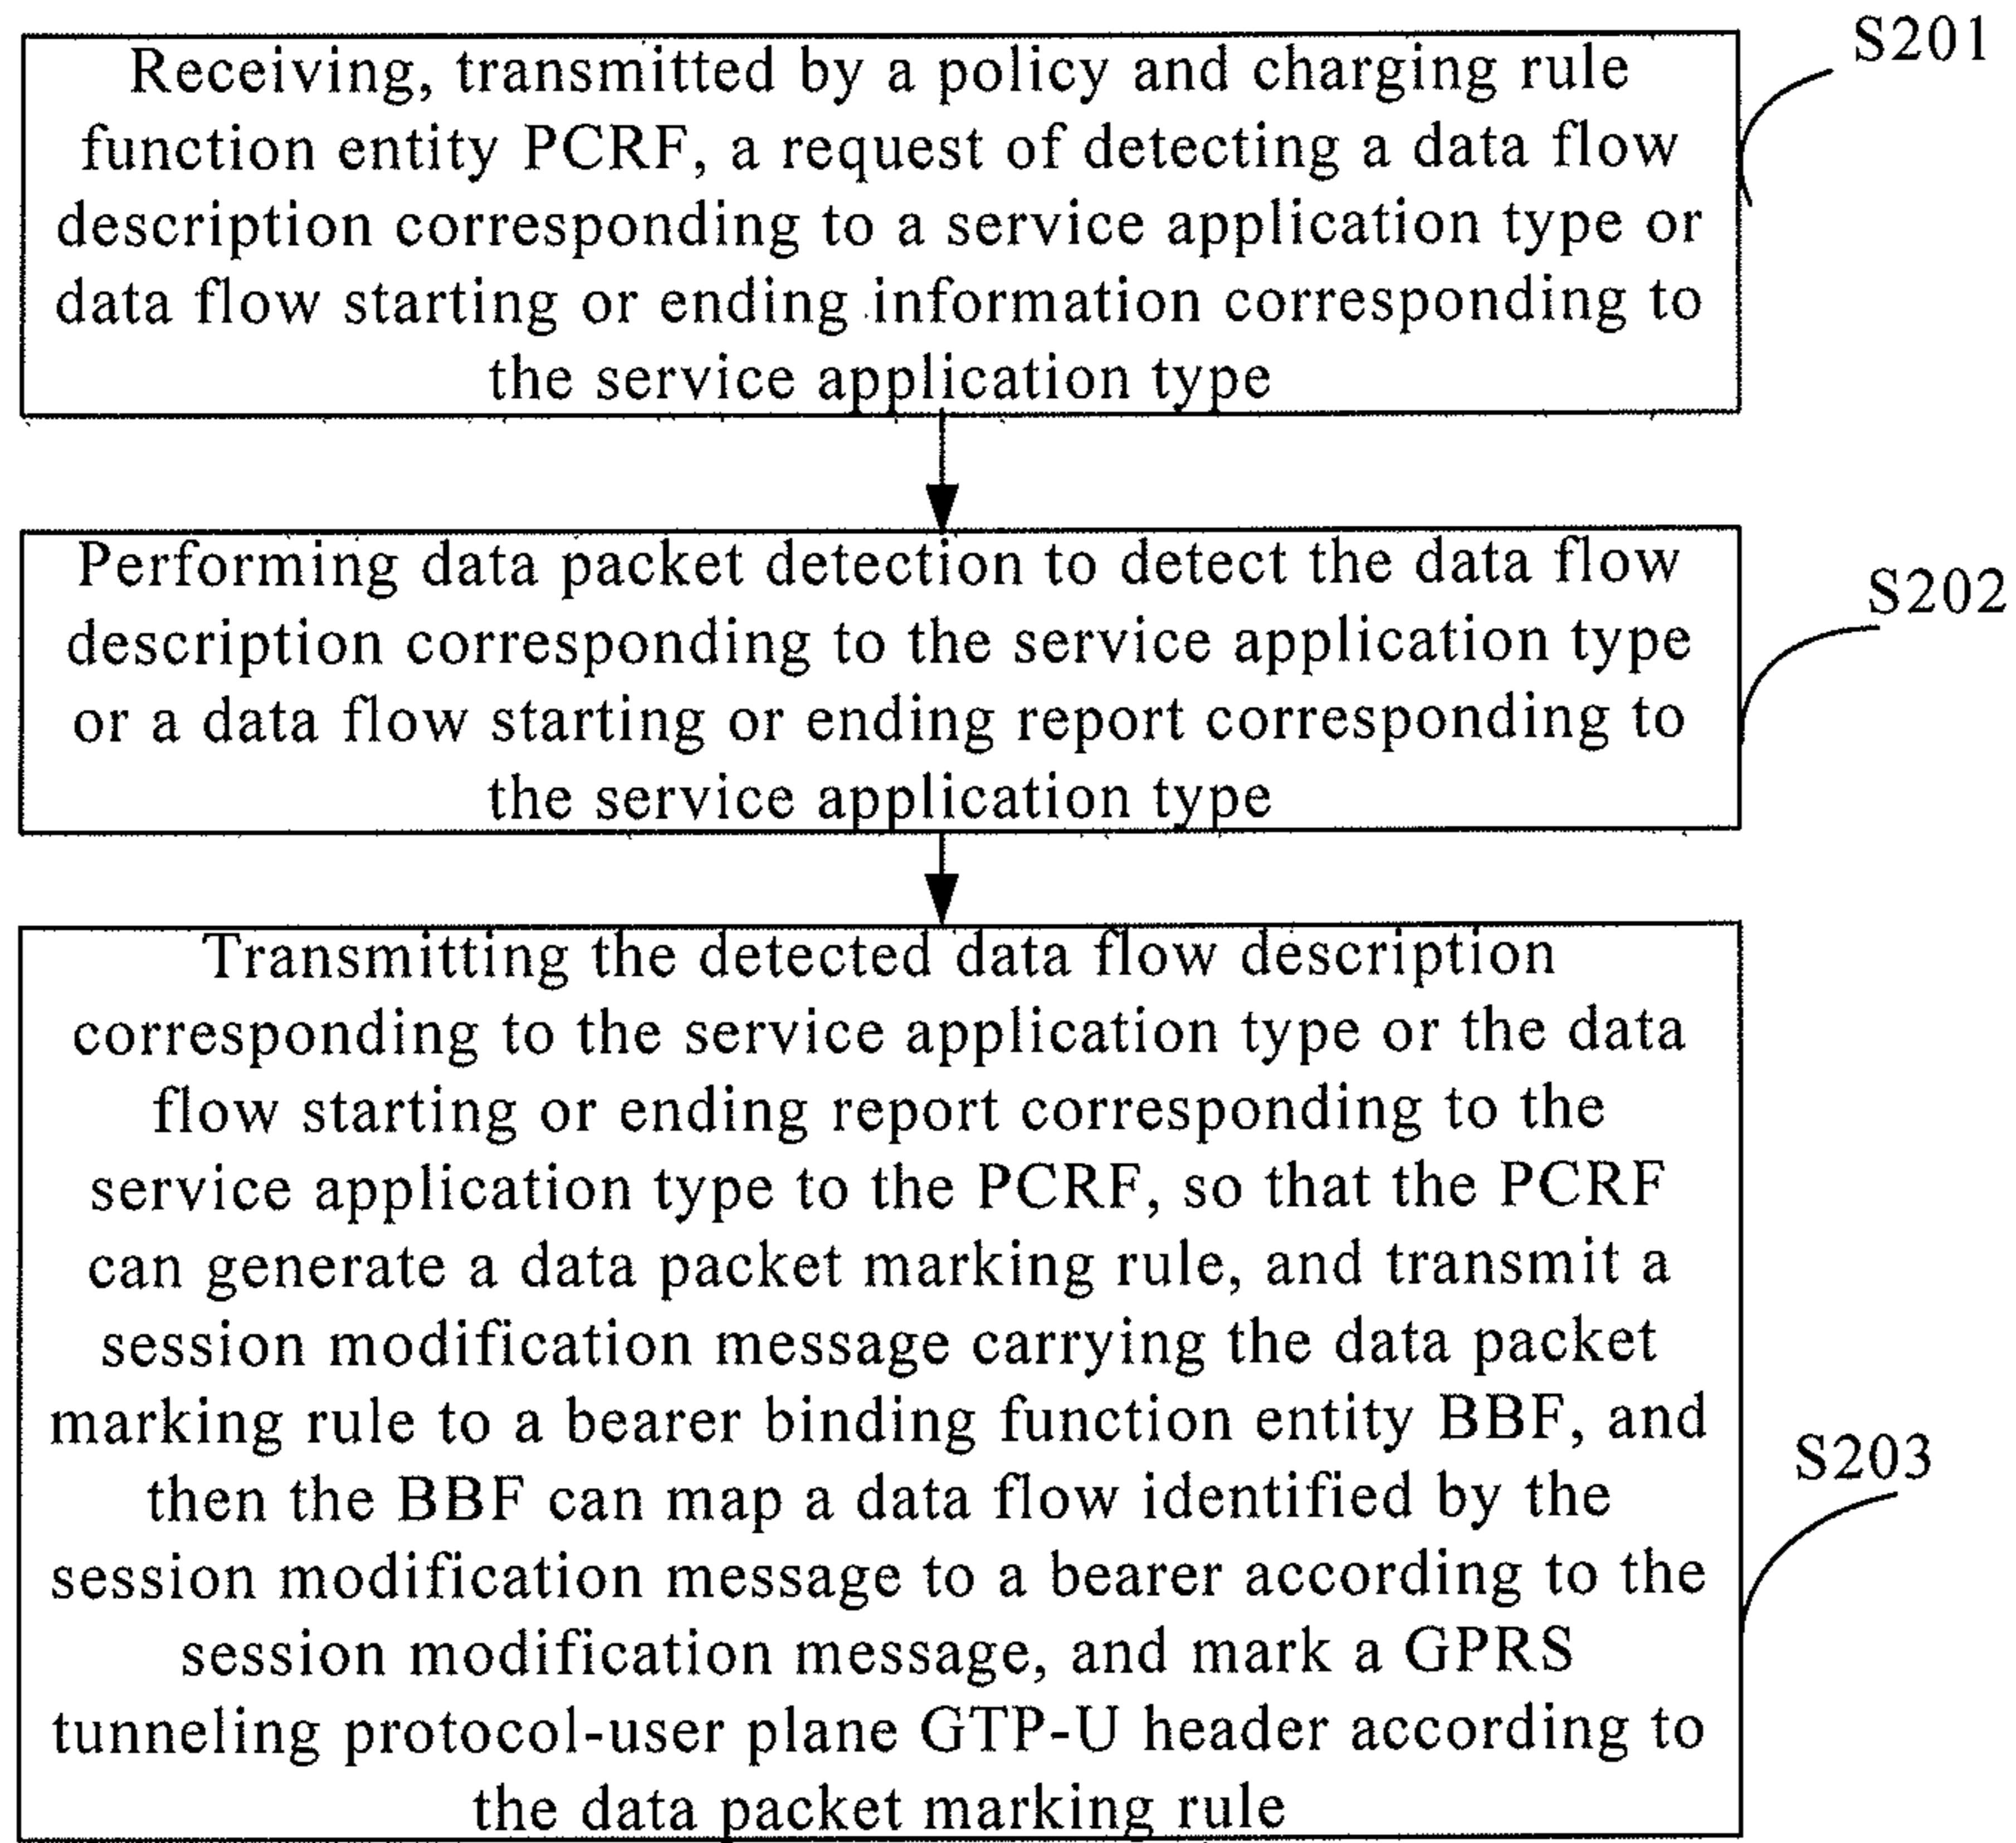 S201
Receiving, transmitted by a policy and charging rule
function entity PCRF, a request of detecting a data flow
description corresponding to a service application type or
data flow starting or ending information corresponding to
the service application type
S202
Performing data packet detection to detect the data flow
description corresponding to the service application type
or a data flow starting or ending report corresponding to
the service application type
Transmitting the detected data flow description
corresponding to the service application type or the data
flow starting or ending report corresponding to the
service application type to the PCRF, so that the PCRF
can generate a data packet marking rule, and transmit a
session modification message carrying the data packet
marking rule to a bearer binding function entity BBF, and
then the BBF can map a data flow identified by the
session modification message to a bearer according to the
session modification message, and mark a GPRS
tunneling protocol-user plane GTP-U header according to
the data packet marking rule
S203